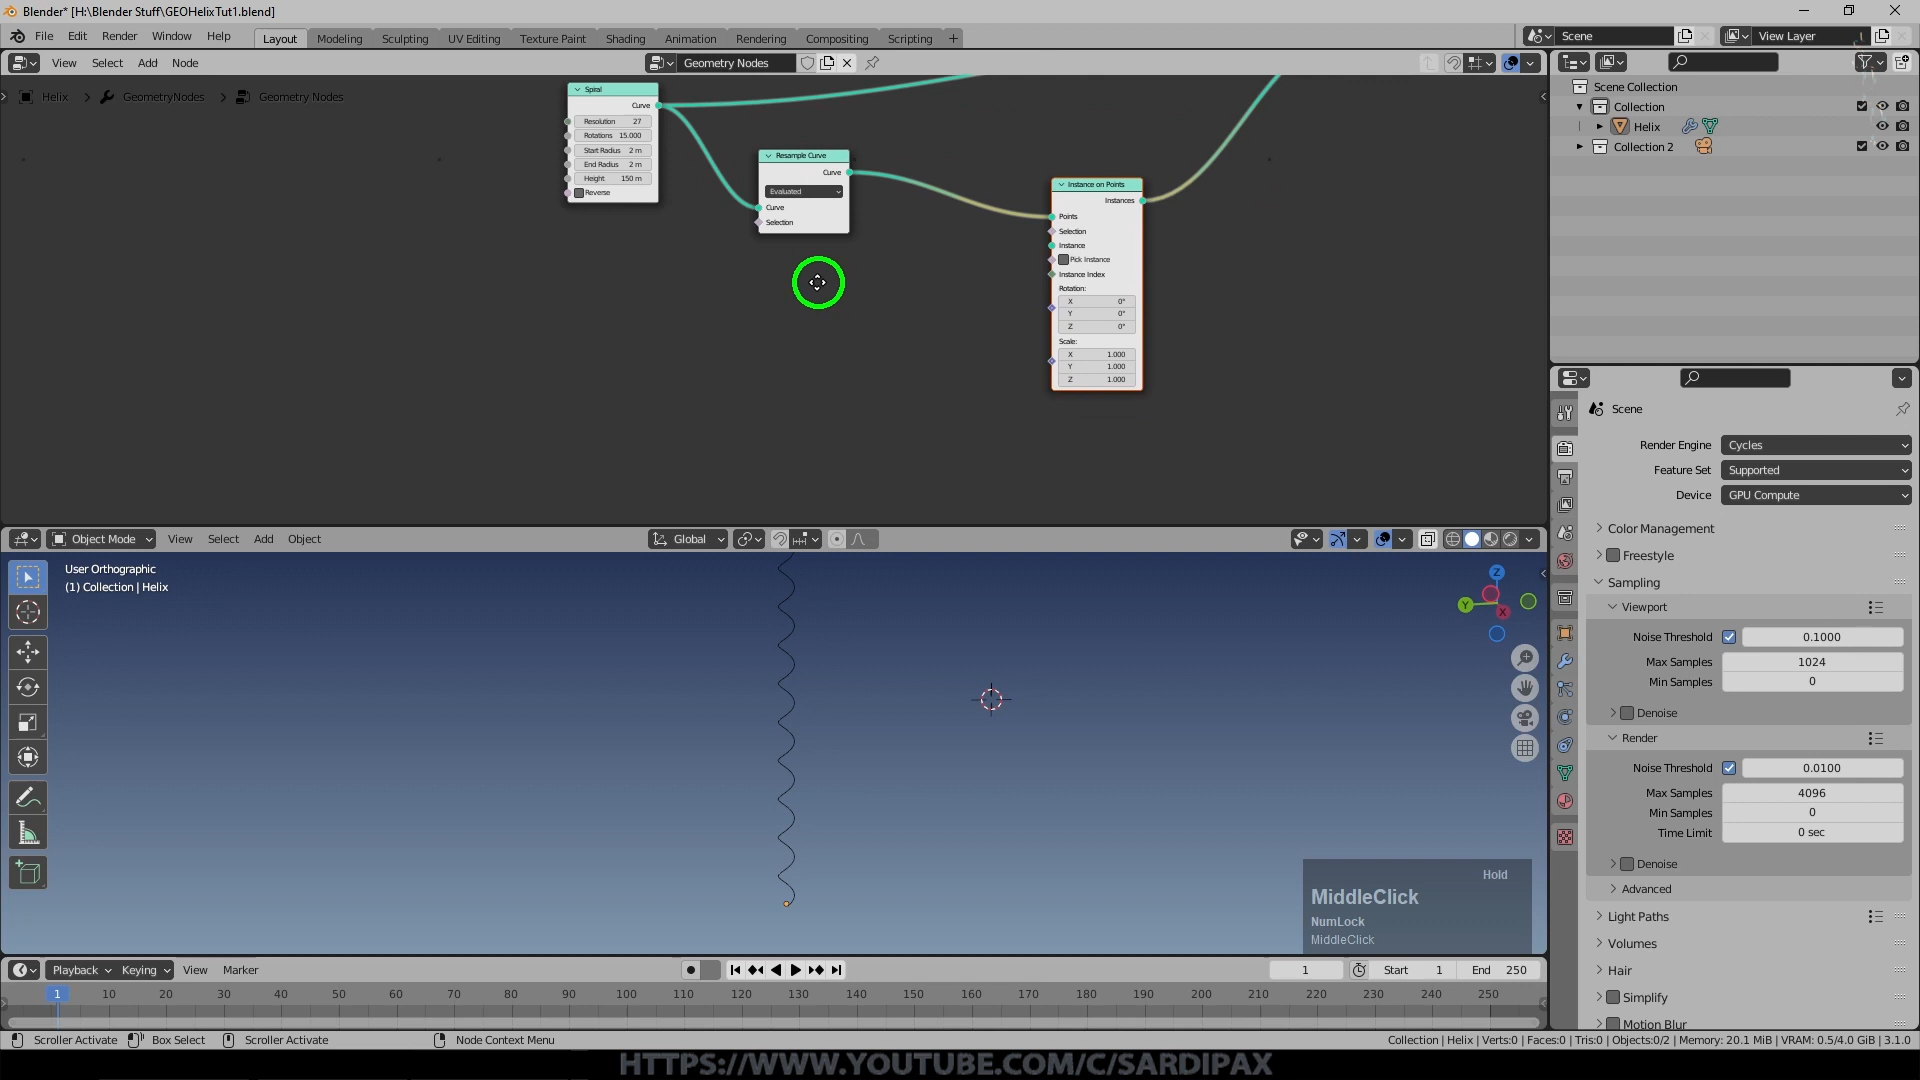 Blender* [H:\Blender Stuff\GEOHelixTut1.blend]
File Edit Render Window Help Layout Modeling Sculpting UV Editing Texture Paint Shading Animation Rendering Compositing Scripting + Scene View Layer
View Select Add Node Geometry Nodes
Helix GeometryNodes Geometry Nodes
Spiral
Curve
Resolution 27
Rotations 15.000
Start Radius 2 m
End Radius 2 m
Height 150 m
Reverse
Resample Curve
Curve
Evaluated
Curve
Selection
Instance on Points
Instances
Points
Selection
Instance
Pick Instance
Instance Index
Rotation:
X 0°
Y 0°
Z 0°
Scale:
X 1.000
Y 1.000
Z 1.000
Scene Collection
Collection
Helix
Collection 2
Scene
Render Engine Cycles
Feature Set Supported
Device GPU Compute
Color Management
Freestyle
Sampling
Viewport
Noise Threshold 0.1000
Max Samples 1024
Min Samples 0
Denoise
Render
Noise Threshold 0.0100
Max Samples 4096
Min Samples 0
Time Limit 0 sec
Denoise
Advanced
Light Paths
Volumes
Hair
Simplify
Motion Blur
Object Mode View Select Add Object Global
User Orthographic
(1) Collection | Helix
Z
Y
X
Hold
MiddleClick
NumLock
MiddleClick
Playback Keying View Marker 1 Start 1 End 250
1 10 20 30 40 50 60 70 80 90 100 110 120 130 140 150 160 170 180 190 200 210 220 230 240 250
Scroller Activate Box Select Scroller Activate Node Context Menu Collection | Helix | Verts:0 | Faces:0 | Tris:0 | Objects:0/2 | Memory: 20.1 MiB | VRAM: 0.5/4.0 GiB | 3.1.0
HTTPS://WWW.YOUTUBE.COM/C/SARDIPAX